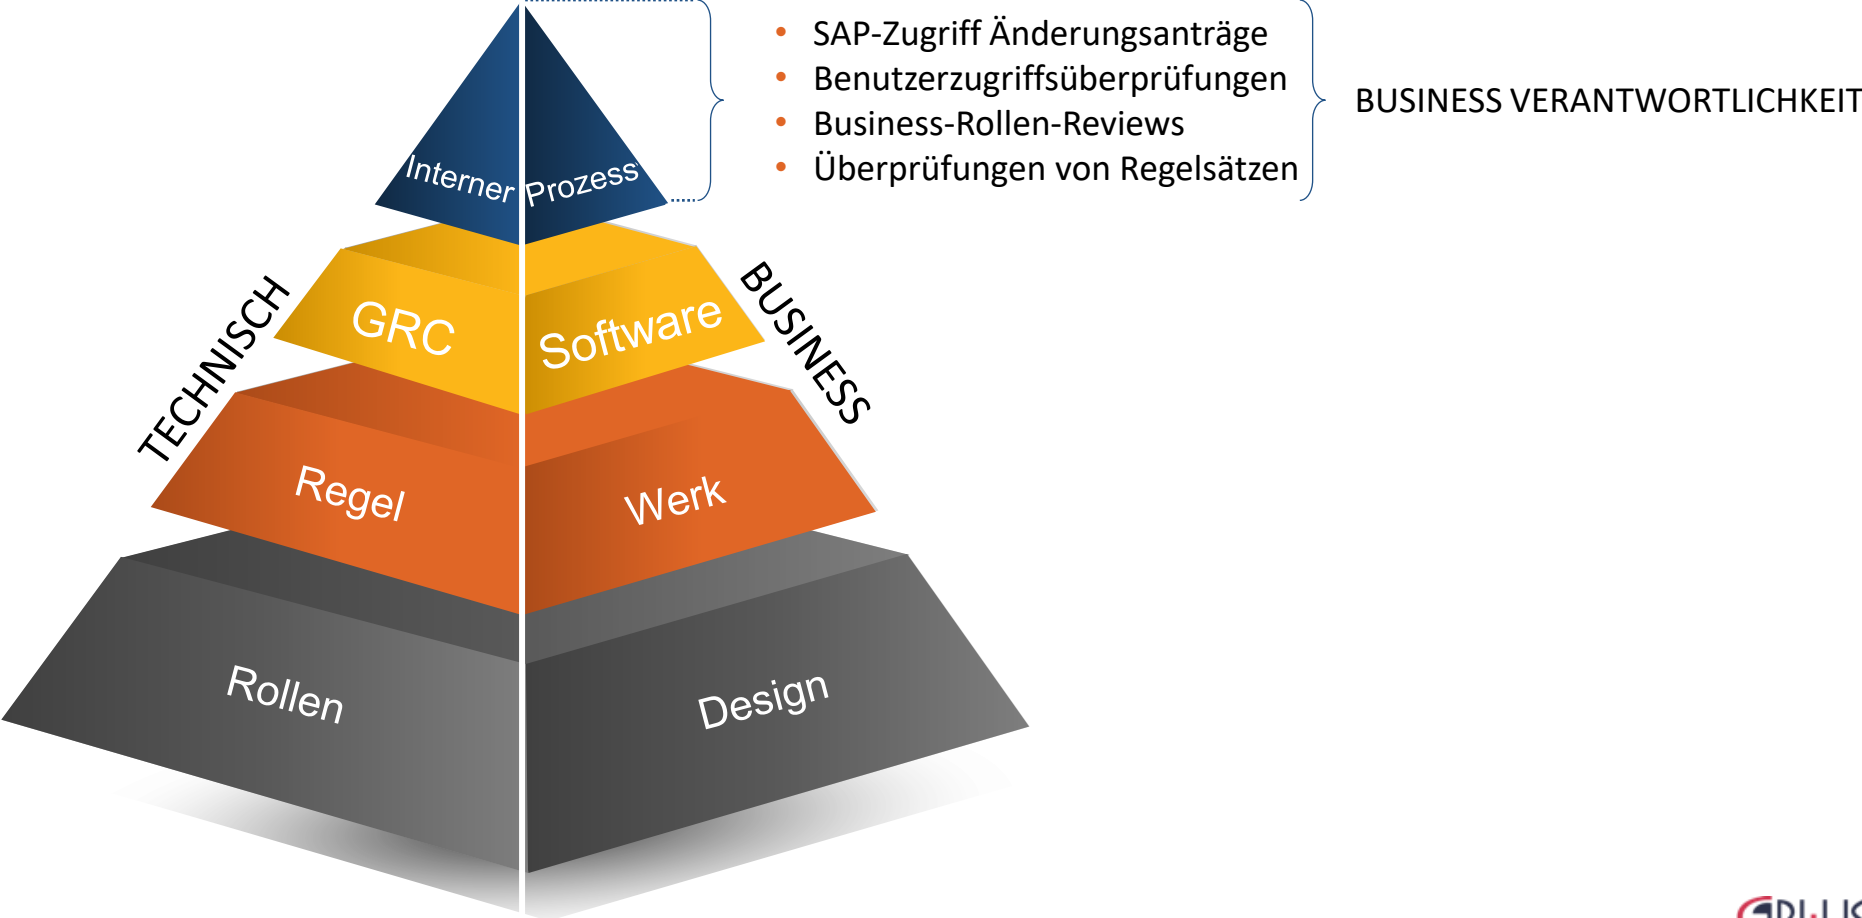 SAP-Zugriff Änderungsanträge
Benutzerzugriffsüberprüfungen
Business-Rollen-Reviews
Überprüfungen von Regelsätzen
BUSINESS VERANTWORTLICHKEIT
Interner Prozess
TECHNISCH
BUSINESS
GRC Software
Regel Werk
Rollen Design